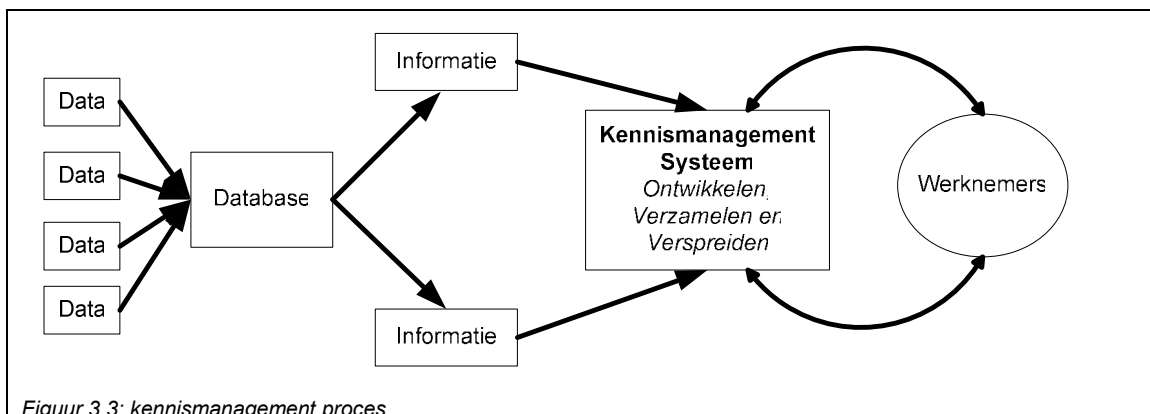 Data
Data
Data
Data
Database
Informatie
Informatie
Kennismanagement
Systeem
Ontwikkelen,
Verzamelen en
Verspreiden
Werknemers
Figuur 3.3: kennismanagement proces